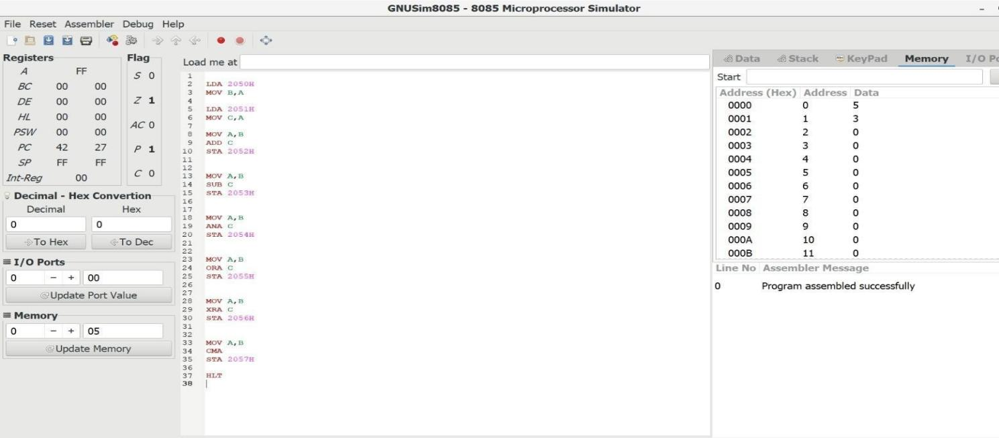 GNUSim8085 - 8085 Microprocessor Simulator
File Reset Assembler Debug Help
Registers
A FF
BC 00 00
DE 00 00
HL 00 00
PSW 00 00
PC 42 27
SP FF FF
Int-Reg 00
Flag
S 0
Z 1
AC 0
P 1
C 0
Decimal - Hex Convertion
Decimal Hex
0 0
To Hex To Dec
I/O Ports
0 - + 00
Update Port Value
Memory
0 - + 05
Update Memory
Load me at
1
2 LDA 2050H
3 MOV B,A
4
5 LDA 2051H
6 MOV C,A
7
8 MOV A,B
9 ADD C
10 STA 2052H
11
12
13 MOV A,B
14 SUB C
15 STA 2053H
16
17
18 MOV A,B
19 ANA C
20 STA 2054H
21
22
23 MOV A,B
24 ORA C
25 STA 2055H
26
27
28 MOV A,B
29 XRA C
30 STA 2056H
31
32
33 MOV A,B
34 CMA
35 STA 2057H
36
37 HLT
38
Data Stack KeyPad Memory I/O Po
Start
Address (Hex) Address Data
0000 0 5
0001 1 3
0002 2 0
0003 3 0
0004 4 0
0005 5 0
0006 6 0
0007 7 0
0008 8 0
0009 9 0
000A 10 0
000B 11 0
Line No Assembler Message
0 Program assembled successfully